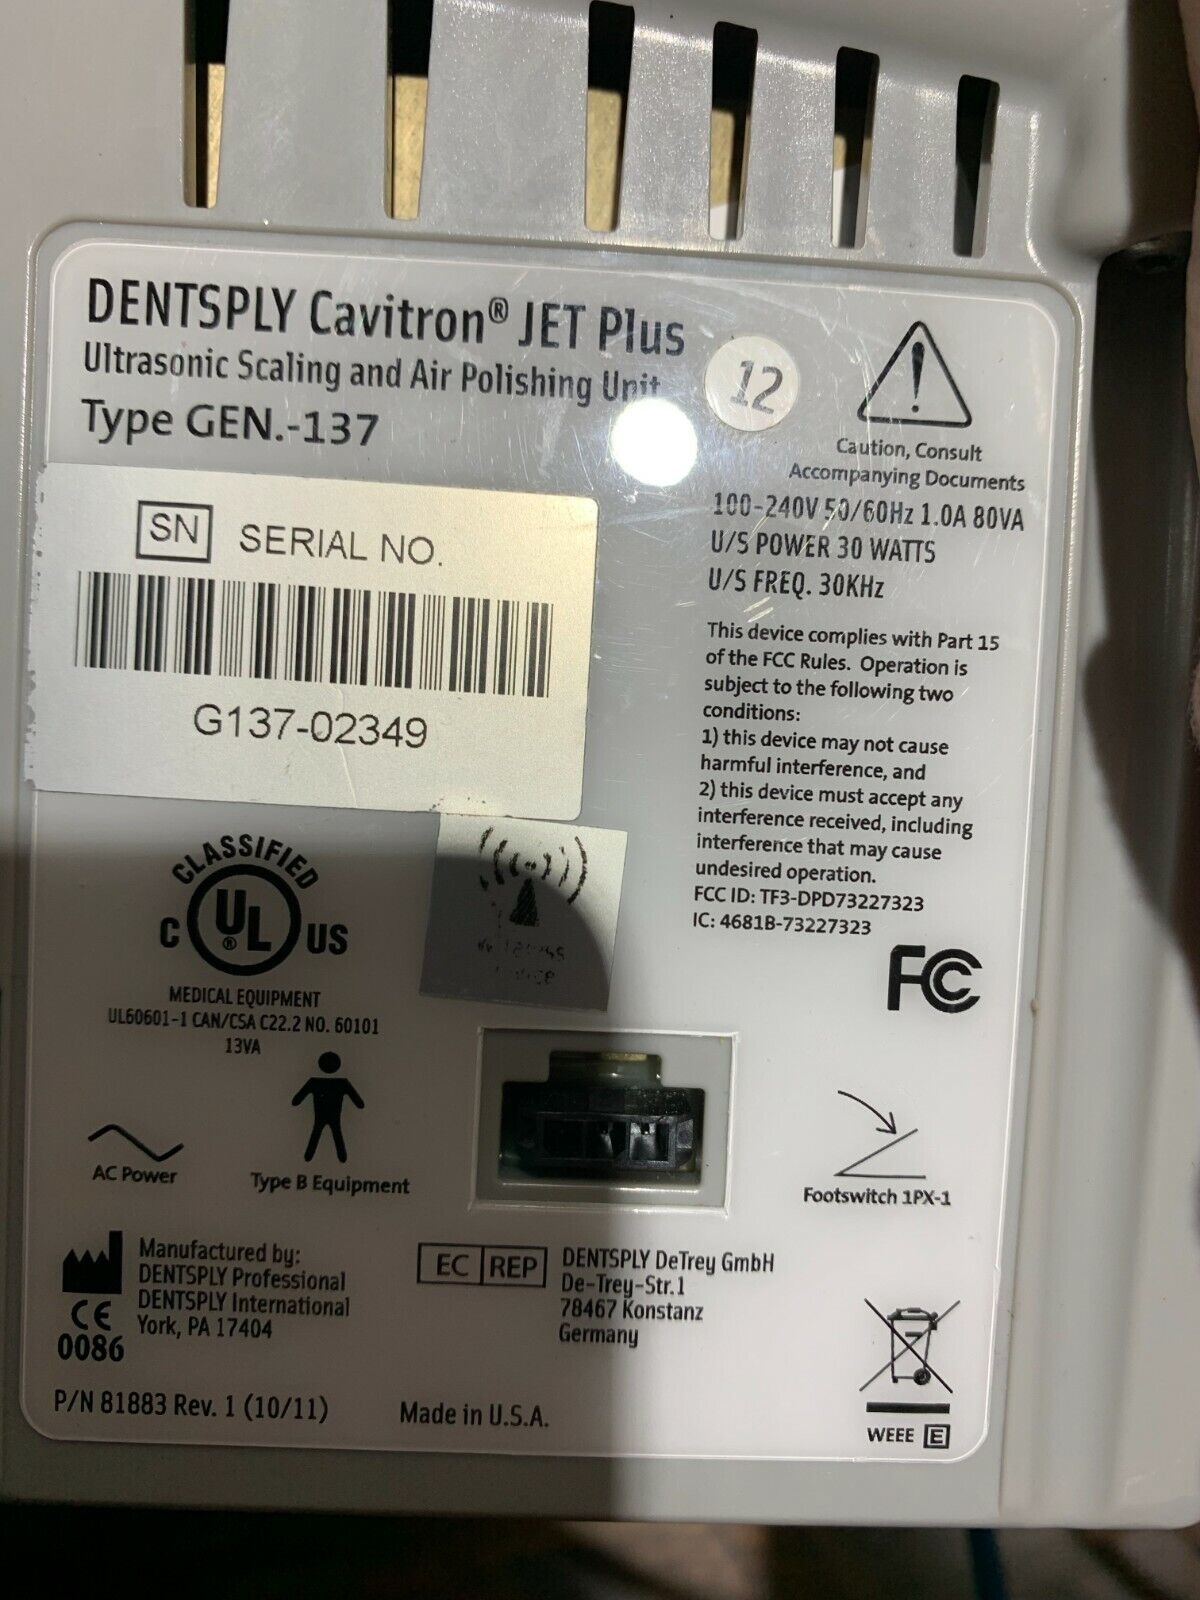 DENTSPLY Cavitron® JET Plus
Ultrasonic Scaling and Air Polishing Unit
Type GEN.-137
12
Caution, Consult
Accompanying Documents
100-240V 50/60Hz 1.0A 80VA
U/S POWER 30 WATTS
U/S FREQ. 30KHz
SN SERIAL NO.
G137-02349
This device complies with Part 15
of the FCC Rules. Operation is
subject to the following two
conditions:
1) this device may not cause
harmful interference, and
2) this device must accept any
interference received, including
interference that may cause
undesired operation.
FCC ID: TF3-DPD73227323
IC: 4681B-73227323
FC
CLASSIFIED
C UL® US
MEDICAL EQUIPMENT
UL60601-1 CAN/CSA C22.2 NO. 60101
13VA
AC Power
Type B Equipment
Footswitch 1PX-1
Manufactured by:
DENTSPLY Professional
DENTSPLY International
York, PA 17404
CE
0086
EC REP
DENTSPLY DeTrey GmbH
De-Trey-Str.1
78467 Konstanz
Germany
P/N 81883 Rev. 1 (10/11)
Made in U.S.A.
WEEE E